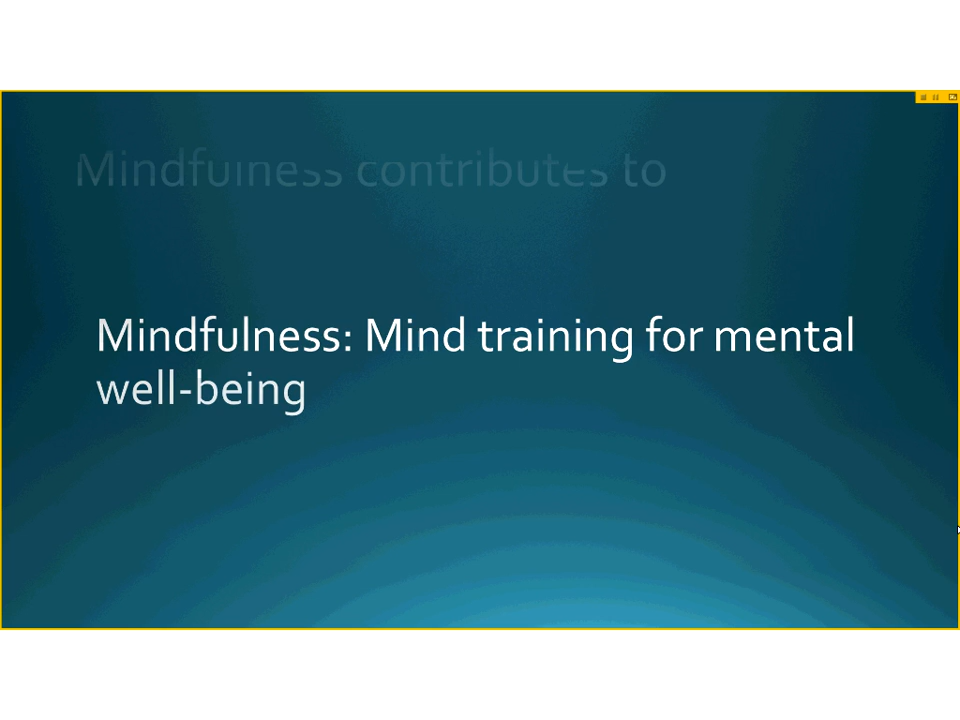 Mindfulness contributes to
Mindfulness: Mind training for mental
well-being